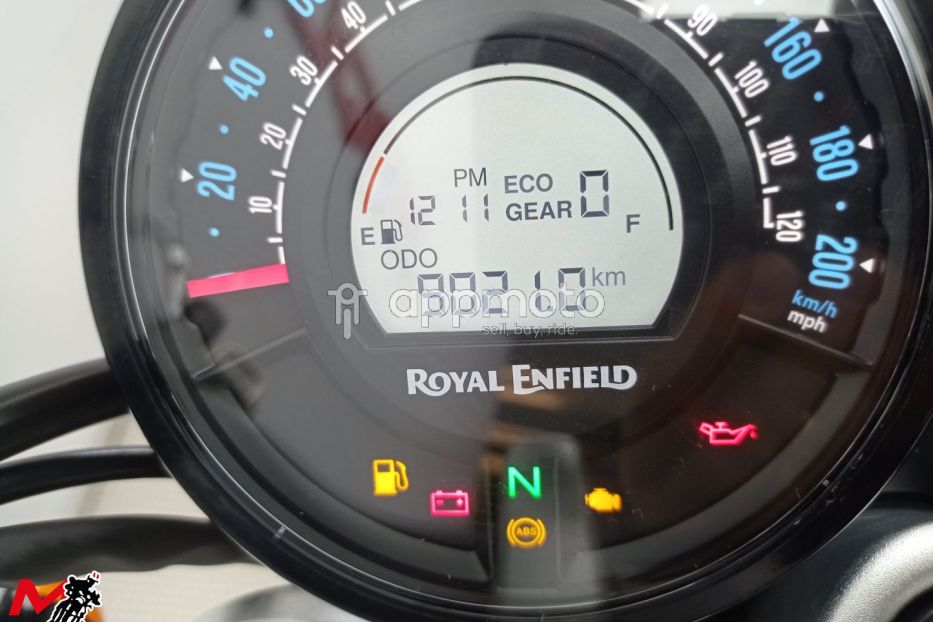 20
40
60
160
180
200
10
20
30
40
90
100
110
120
km/h
mph
PM
12 11
ECO
GEAR 0
E
F
ODO
km
appmoto
sell, buy, ride.
ROYAL ENFIELD
N
ABS
M